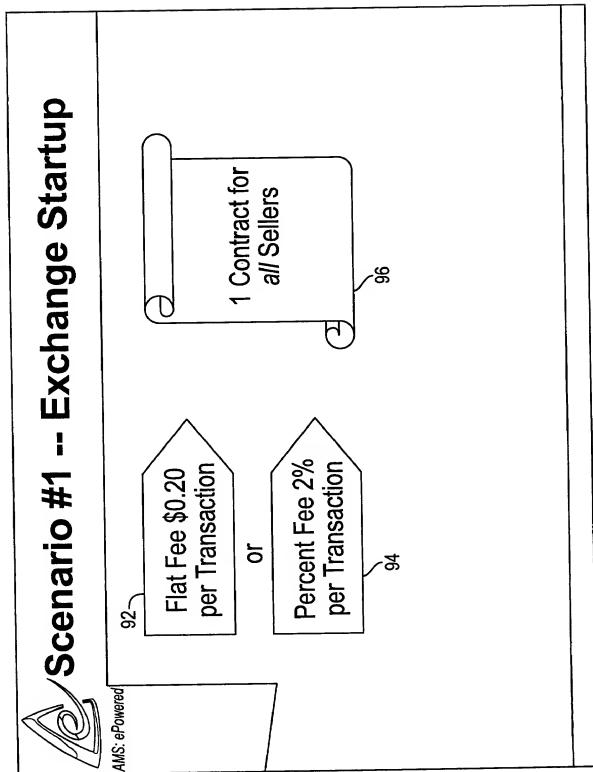 Scenario #1 -- Exchange Startup
AMS: ePowered
92
Flat Fee $0.20
per Transaction
or
Percent Fee 2%
per Transaction
94
1 Contract for
all Sellers
96